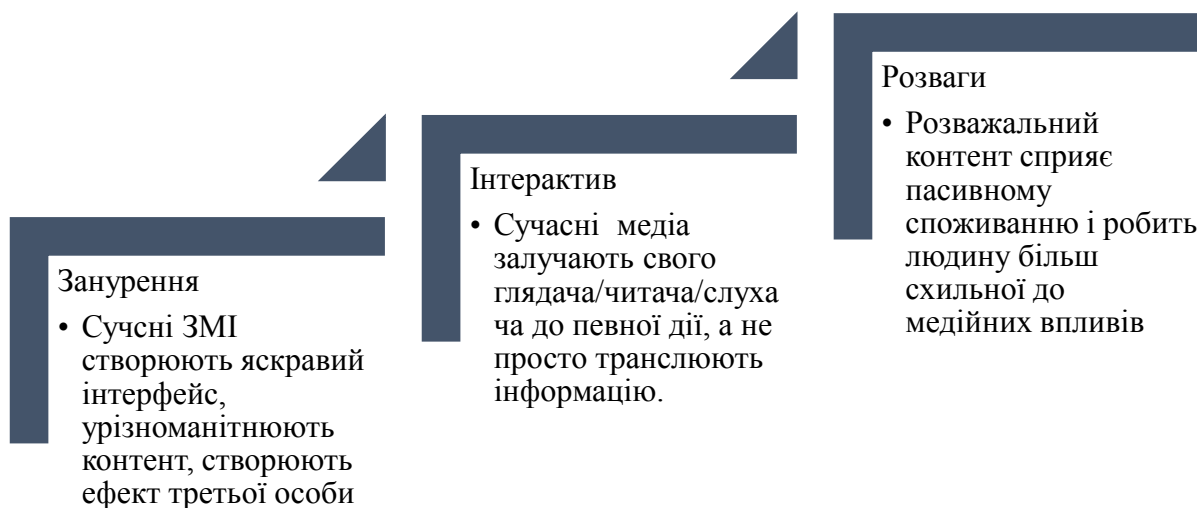 Занурення
• Сучсні ЗМІ
створюють яскравий
інтерфейс,
урізноманітнюють
контент, створюють
ефект третьої особи
Інтерактив
• Сучасні  медіа
залучають свого
глядача/читача/слуха
ча до певної дії, а не
просто транслюють
інформацію.
Розваги
• Розважальний
контент сприяє
пасивному
споживанню і робить
людину більш
схильної до
медійних впливів